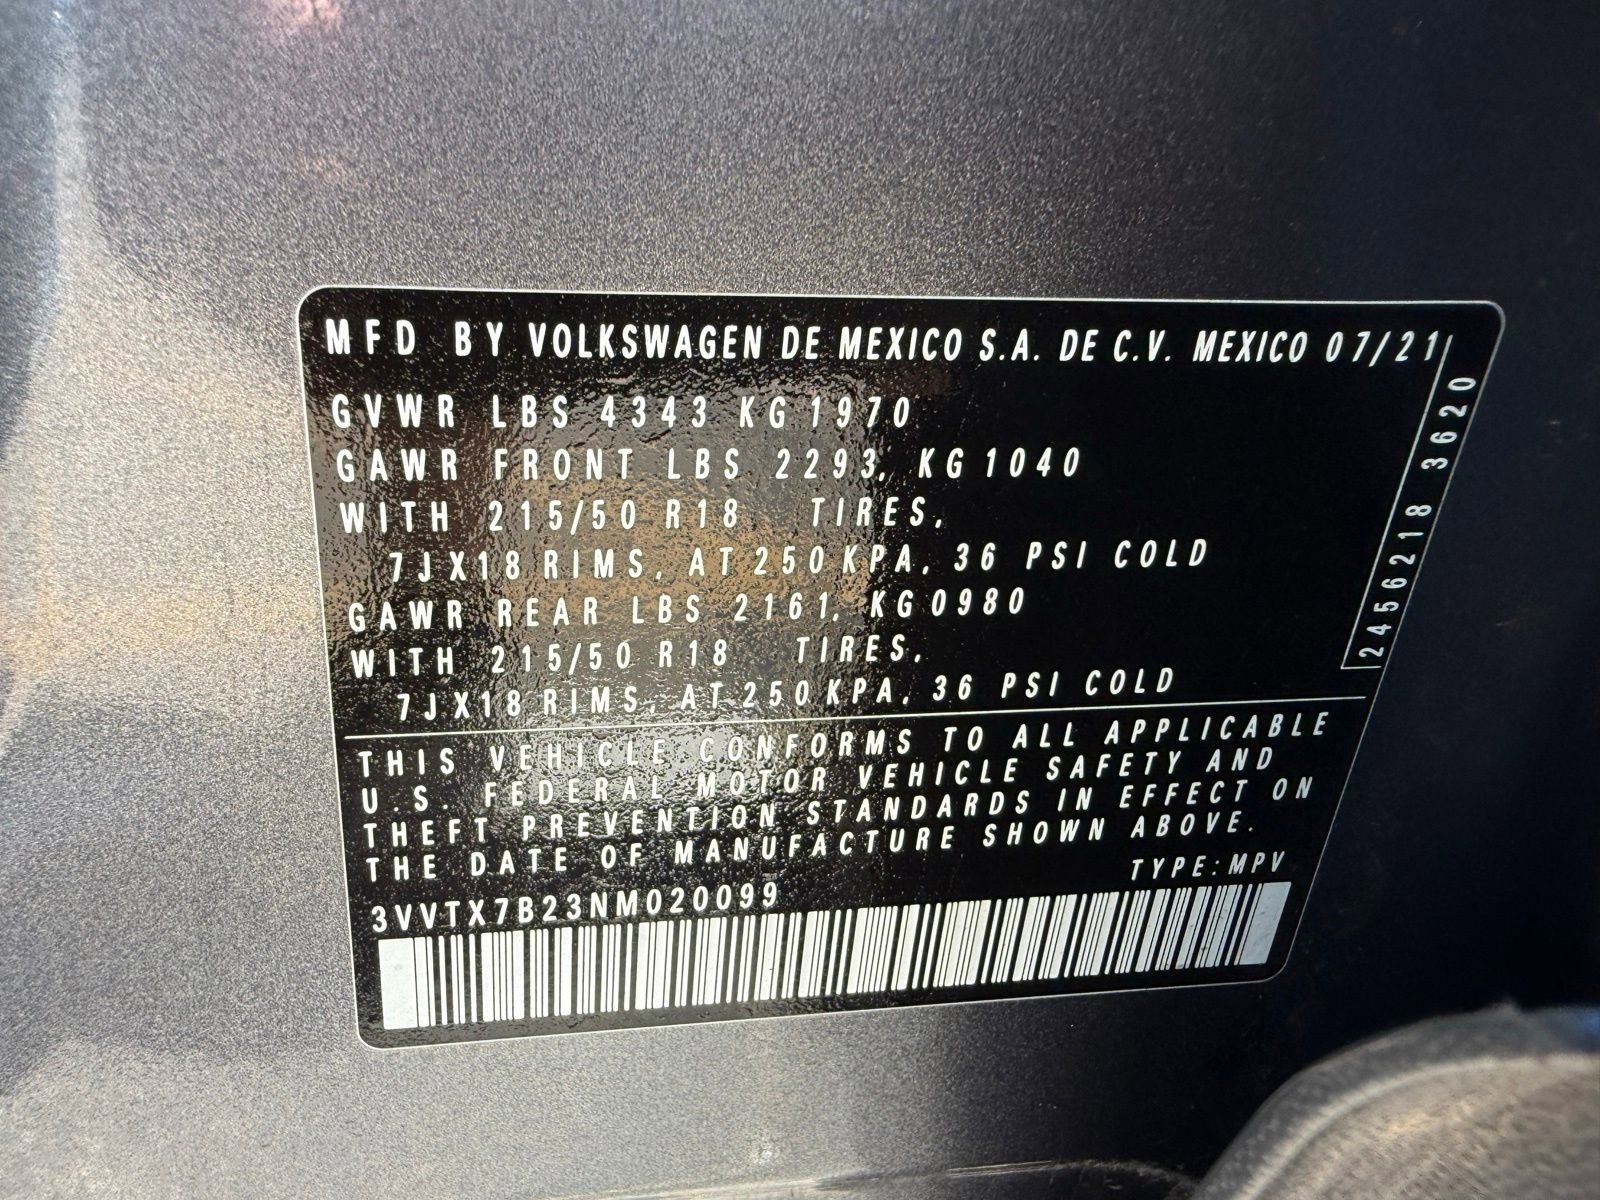 MFD BY VOLKSWAGEN DE MEXICO S.A. DE C.V. MEXICO 07/21
GVWR LBS 4343 KG 1970
GAWR FRONT LBS 2293, KG 1040
WITH 215/50 R18 TIRES,
7JX18 RIMS, AT 250 KPA, 36 PSI COLD
GAWR REAR LBS 2161, KG 0980
WITH 215/50 R18 TIRES,
7JX18 RIMS, AT 250 KPA, 36 PSI COLD
2456218 3620
THIS VEHICLE CONFORMS TO ALL APPLICABLE
U.S. FEDERAL MOTOR VEHICLE SAFETY AND
THEFT PREVENTION STANDARDS IN EFFECT ON
THE DATE OF MANUFACTURE SHOWN ABOVE.
TYPE: MPV
3VVTX7B23NM020099